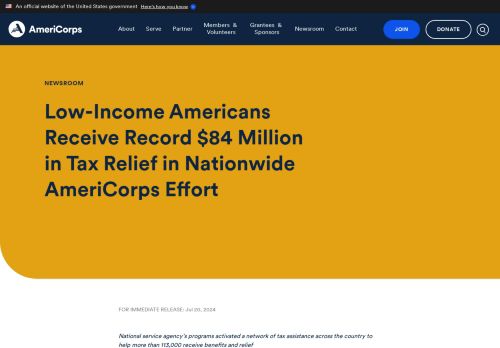 An official website of the United States government Here's how you know
AmeriCorps
About Serve Partner Members & Volunteers Grantees & Sponsors Newsroom Contact JOIN DONATE
NEWSROOM
Low-Income Americans
Receive Record $84 Million
in Tax Relief in Nationwide
AmeriCorps Effort
FOR IMMEDIATE RELEASE: Jul 20, 2024
National service agency's programs activated a network of tax assistance across the country to
help more than 113,000 receive benefits and relief